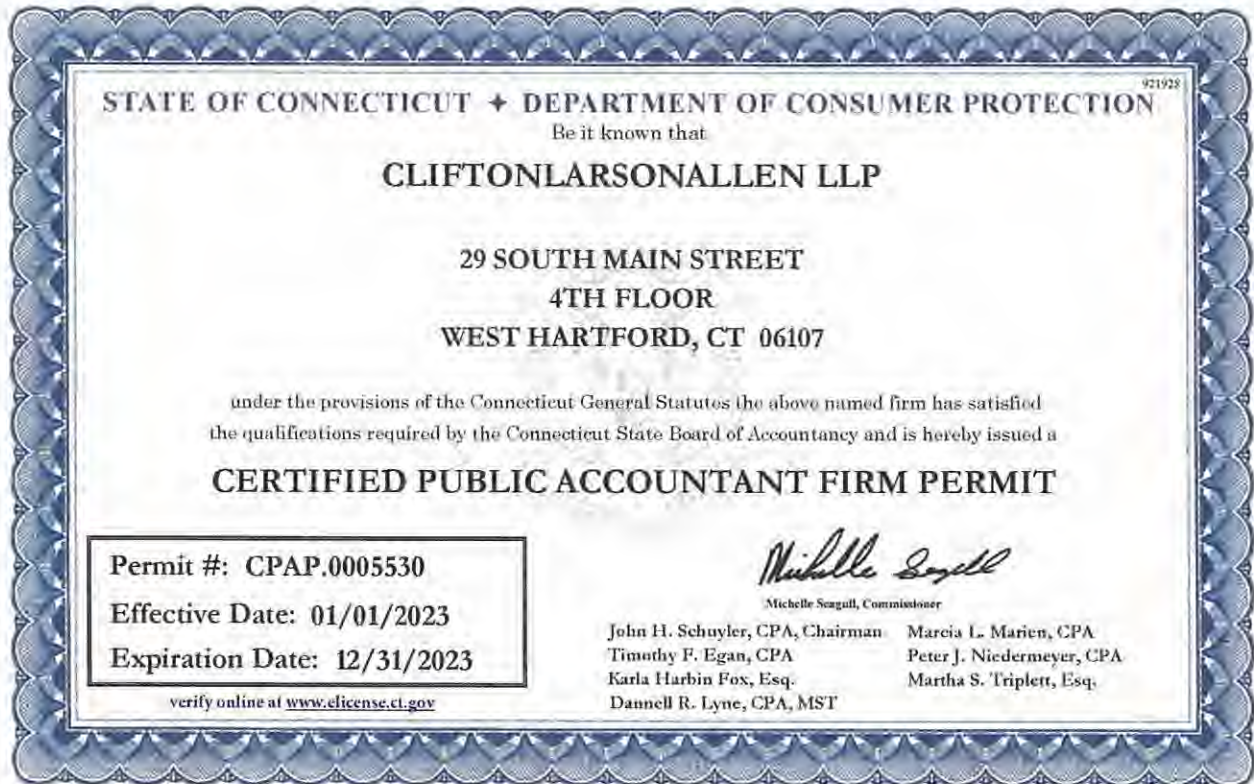 921928
STATE OF CONNECTICUT ✦ DEPARTMENT OF CONSUMER PROTECTION
Be it known that
CLIFTONLARSONALLEN LLP
29 SOUTH MAIN STREET
4TH FLOOR
WEST HARTFORD, CT 06107
under the provisions of the Connecticut General Statutes the above named firm has satisfied
the qualifications required by the Connecticut State Board of Accountancy and is hereby issued a
CERTIFIED PUBLIC ACCOUNTANT FIRM PERMIT
Permit #: CPAP.0005530
Effective Date: 01/01/2023
Expiration Date: 12/31/2023
verify online at www.elicense.ct.gov
Michelle Seagull
Michelle Seagull, Commissioner
John H. Schuyler, CPA, Chairman
Timothy F. Egan, CPA
Karla Harbin Fox, Esq.
Dannell R. Lyne, CPA, MST
Marcia L. Marien, CPA
Peter J. Niedermeyer, CPA
Martha S. Triplett, Esq.